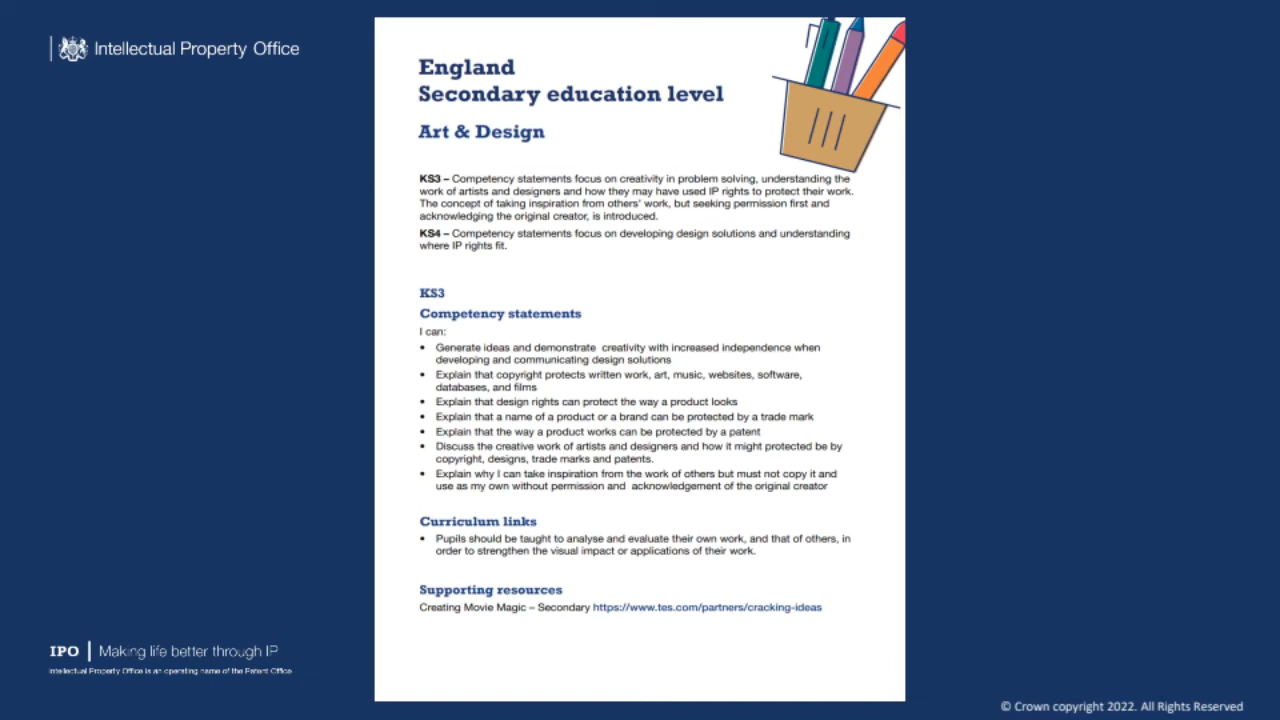 Intellectual Property Office
England
Secondary education level
Art & Design
KS3 – Competency statements focus on creativity in problem solving, understanding the
work of artists and designers and how they may have used IP rights to protect their work.
The concept of taking inspiration from others' work, but seeking permission first and
acknowledging the original creator, is introduced.
KS4 – Competency statements focus on developing design solutions and understanding
where IP rights fit.
KS3
Competency statements
I can:
• Generate ideas and demonstrate creativity with increased independence when
developing and communicating design solutions
• Explain that copyright protects written work, art, music, websites, software,
databases, and films
• Explain that design rights can protect the way a product looks
• Explain that a name of a product or a brand can be protected by a trade mark
• Explain that the way a product works can be protected by a patent
• Discuss the creative work of artists and designers and how it might protected be by
copyright, designs, trade marks and patents.
• Explain why I can take inspiration from the work of others but must not copy it and
use as my own without permission and acknowledgement of the original creator
Curriculum links
• Pupils should be taught to analyse and evaluate their own work, and that of others, in
order to strengthen the visual impact or applications of their work.
Supporting resources
Creating Movie Magic – Secondary https://www.tes.com/partners/cracking-ideas
IPO | Making life better through IP
Intellectual Property Office is an operating name of the Patent Office
© Crown copyright 2022. All Rights Reserved